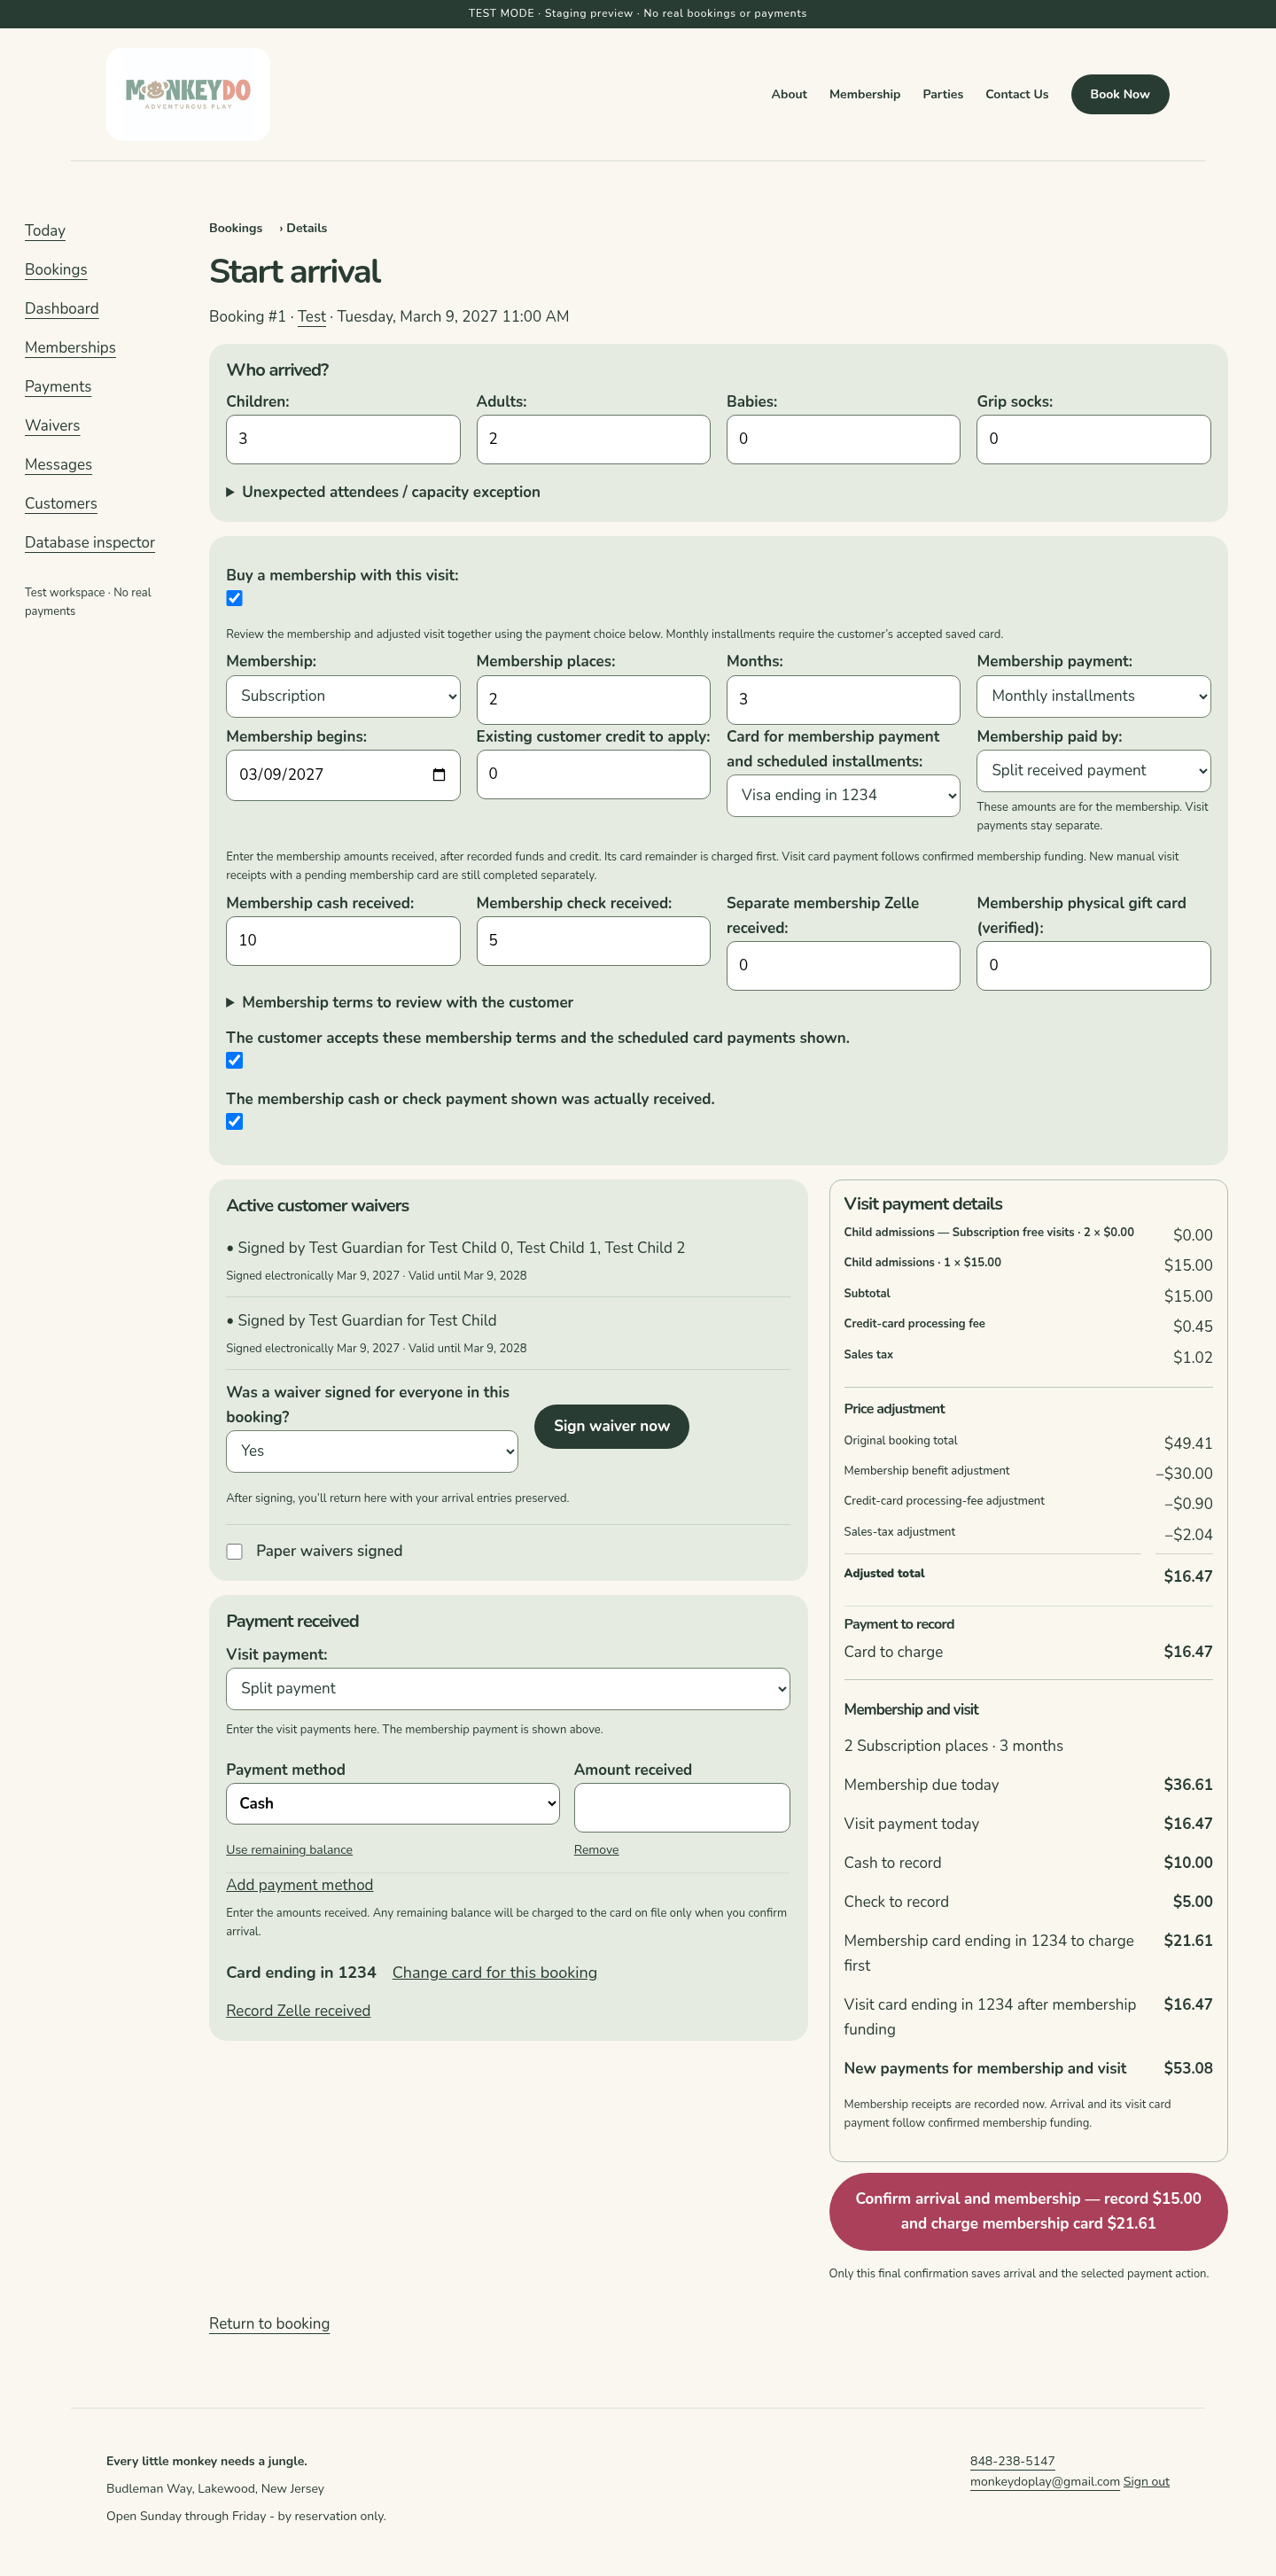 TEST MODE · Staging preview · No real bookings or payments
MONKEYDO
ADVENTUROUS PLAY
About
Membership
Parties
Contact Us
Book Now
Today
Bookings
Dashboard
Memberships
Payments
Waivers
Messages
Customers
Database inspector
Test workspace · No real
payments
Bookings › Details
Start arrival
Booking #1 · Test · Tuesday, March 9, 2027 11:00 AM
Who arrived?
Children:
3
Adults:
2
Babies:
0
Grip socks:
0
Unexpected attendees / capacity exception
Buy a membership with this visit:
Review the membership and adjusted visit together using the payment choice below. Monthly installments require the customer’s accepted saved card.
Membership:
Subscription
Membership places:
2
Months:
3
Membership payment:
Monthly installments
Membership begins:
03/09/2027
Existing customer credit to apply:
0
Card for membership payment
and scheduled installments:
Visa ending in 1234
Membership paid by:
Split received payment
These amounts are for the membership. Visit
payments stay separate.
Enter the membership amounts received, after recorded funds and credit. Its card remainder is charged first. Visit card payment follows confirmed membership funding. New manual visit
receipts with a pending membership card are still completed separately.
Membership cash received:
10
Membership check received:
5
Separate membership Zelle
received:
0
Membership physical gift card
(verified):
0
Membership terms to review with the customer
The customer accepts these membership terms and the scheduled card payments shown.
The membership cash or check payment shown was actually received.
Active customer waivers
• Signed by Test Guardian for Test Child 0, Test Child 1, Test Child 2
Signed electronically Mar 9, 2027 · Valid until Mar 9, 2028
• Signed by Test Guardian for Test Child
Signed electronically Mar 9, 2027 · Valid until Mar 9, 2028
Was a waiver signed for everyone in this
booking?
Yes
Sign waiver now
After signing, you’ll return here with your arrival entries preserved.
Paper waivers signed
Payment received
Visit payment:
Split payment
Enter the visit payments here. The membership payment is shown above.
Payment method
Cash
Use remaining balance
Amount received
Remove
Add payment method
Enter the amounts received. Any remaining balance will be charged to the card on file only when you confirm
arrival.
Card ending in 1234 Change card for this booking
Record Zelle received
Visit payment details
Child admissions — Subscription free visits · 2 × $0.00 $0.00
Child admissions · 1 × $15.00 $15.00
Subtotal $15.00
Credit-card processing fee $0.45
Sales tax $1.02
Price adjustment
Original booking total $49.41
Membership benefit adjustment –$30.00
Credit-card processing-fee adjustment –$0.90
Sales-tax adjustment –$2.04
Adjusted total $16.47
Payment to record
Card to charge $16.47
Membership and visit
2 Subscription places · 3 months
Membership due today $36.61
Visit payment today $16.47
Cash to record $10.00
Check to record $5.00
Membership card ending in 1234 to charge $21.61
first
Visit card ending in 1234 after membership $16.47
funding
New payments for membership and visit $53.08
Membership receipts are recorded now. Arrival and its visit card
payment follow confirmed membership funding.
Confirm arrival and membership — record $15.00
and charge membership card $21.61
Only this final confirmation saves arrival and the selected payment action.
Return to booking
Every little monkey needs a jungle.
Budleman Way, Lakewood, New Jersey
Open Sunday through Friday - by reservation only.
848-238-5147
monkeydoplay@gmail.com Sign out